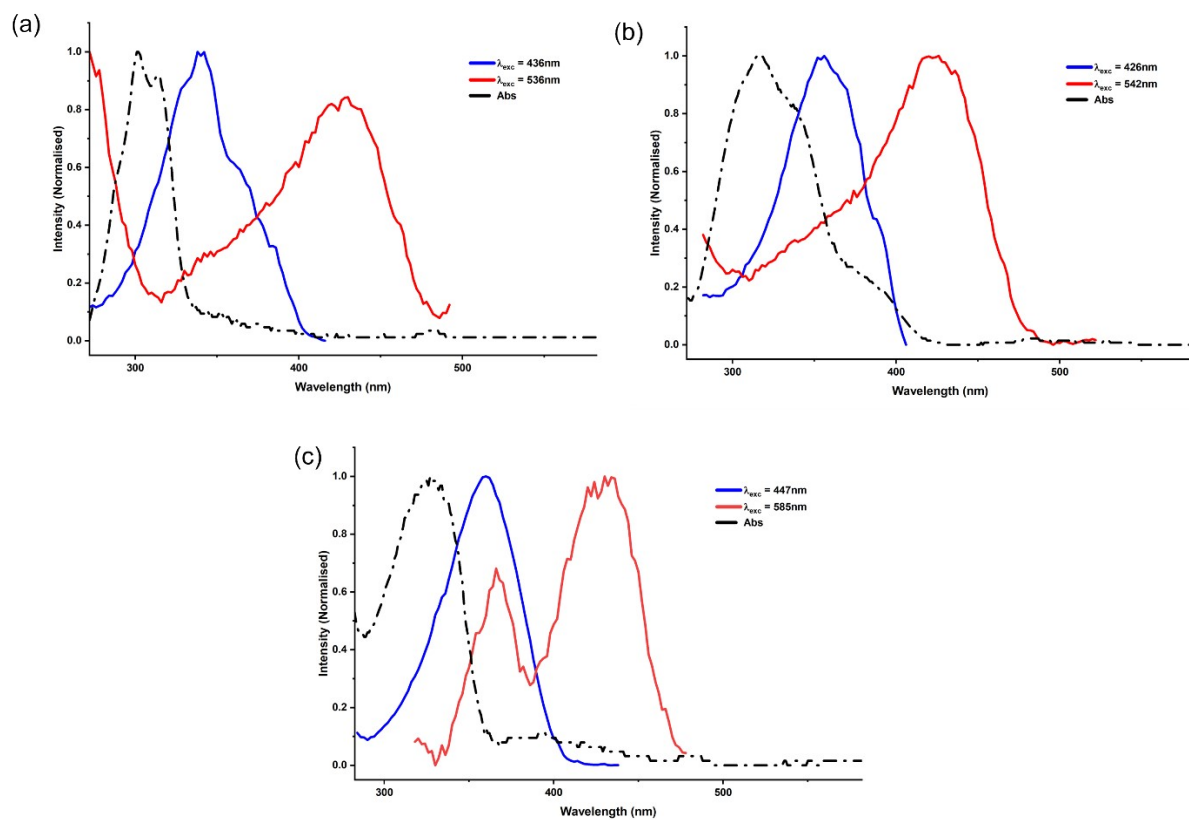 (a)
1.0
0.8
0.6
0.4
0.2
0.0
Intensity (Normalised)
300
400
500
Wavelength (nm)
λexc = 436nm
λexc = 536nm
Abs
(b)
1.0
0.8
0.6
0.4
0.2
0.0
Intensity (Normalised)
300
400
500
Wavelength (nm)
λexc = 426nm
λexc = 542nm
Abs
(c)
1.0
0.8
0.6
0.4
0.2
0.0
Intensity (Normalised)
300
400
500
Wavelength (nm)
λexc = 447nm
λexc = 585nm
Abs